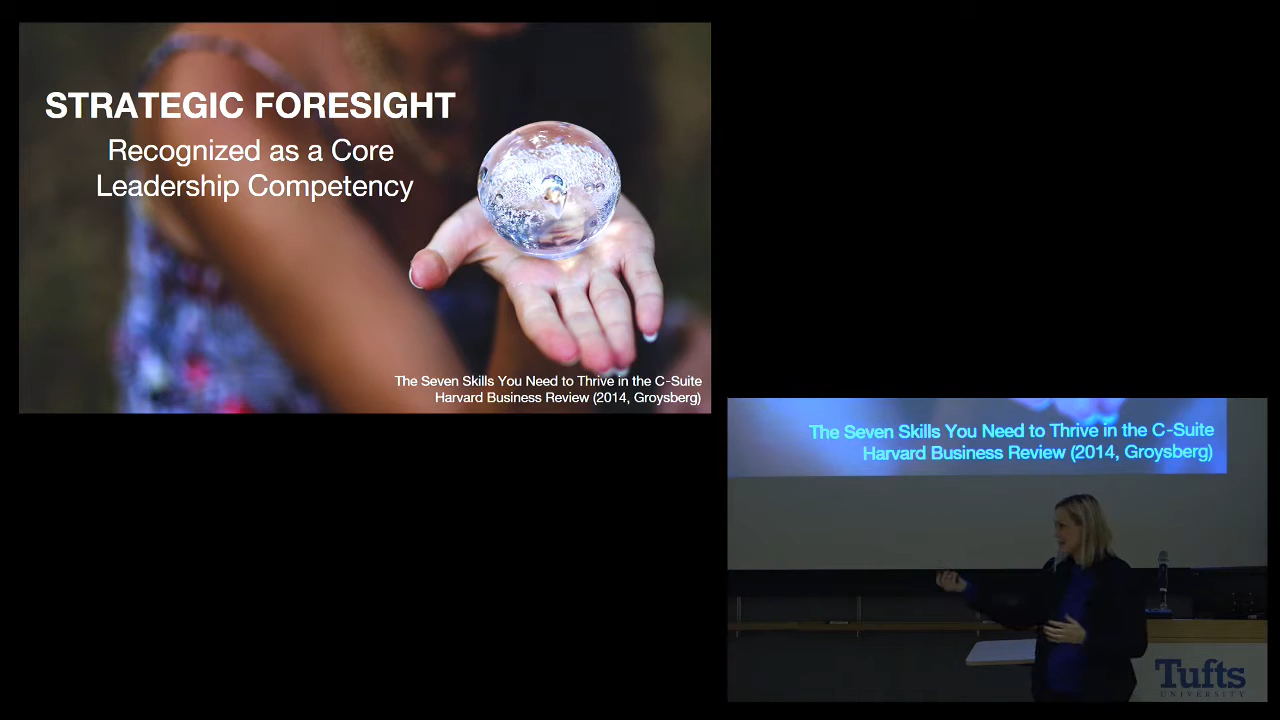 STRATEGIC FORESIGHT
Recognized as a Core
Leadership Competency
The Seven Skills You Need to Thrive in the C-Suite
Harvard Business Review (2014, Groysberg)
The Seven Skills You Need to Thrive in the C-Suite
Harvard Business Review (2014, Groysberg)
Tufts
UNIVERSITY